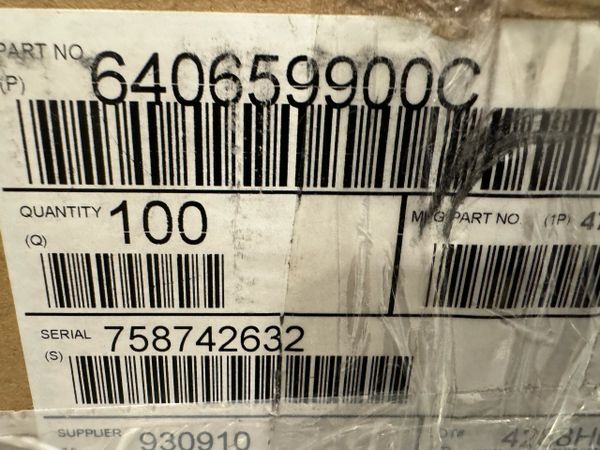 PART NO
(P)
640659900C
QUANTITY
(Q)
100
MFG PART NO. (1P)
SERIAL
(S)
758742632
SUPPLIER
930910